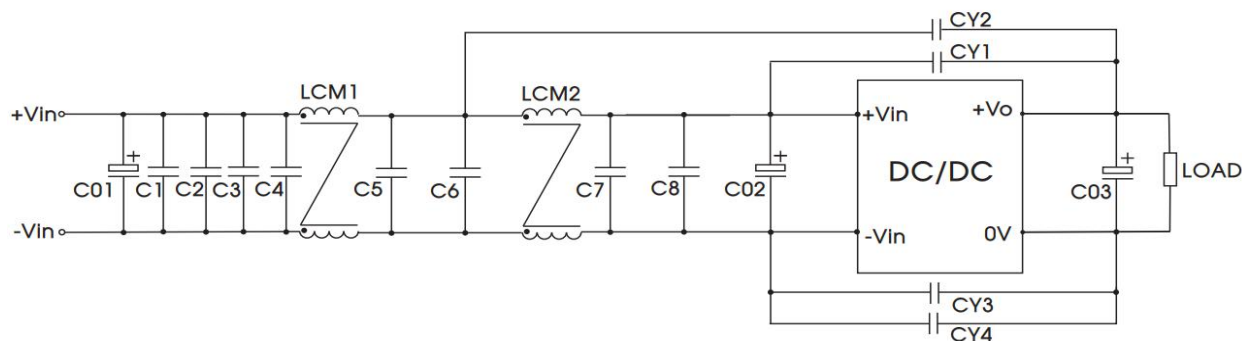 CY2
CY1
LCM1
LCM2
+Vin
+Vin
+Vo
+
+
+
C01
C1
C2
C3
C4
C5
C6
C7
C8
C02
DC/DC
C03
LOAD
-Vin
-Vin
0V
CY3
CY4